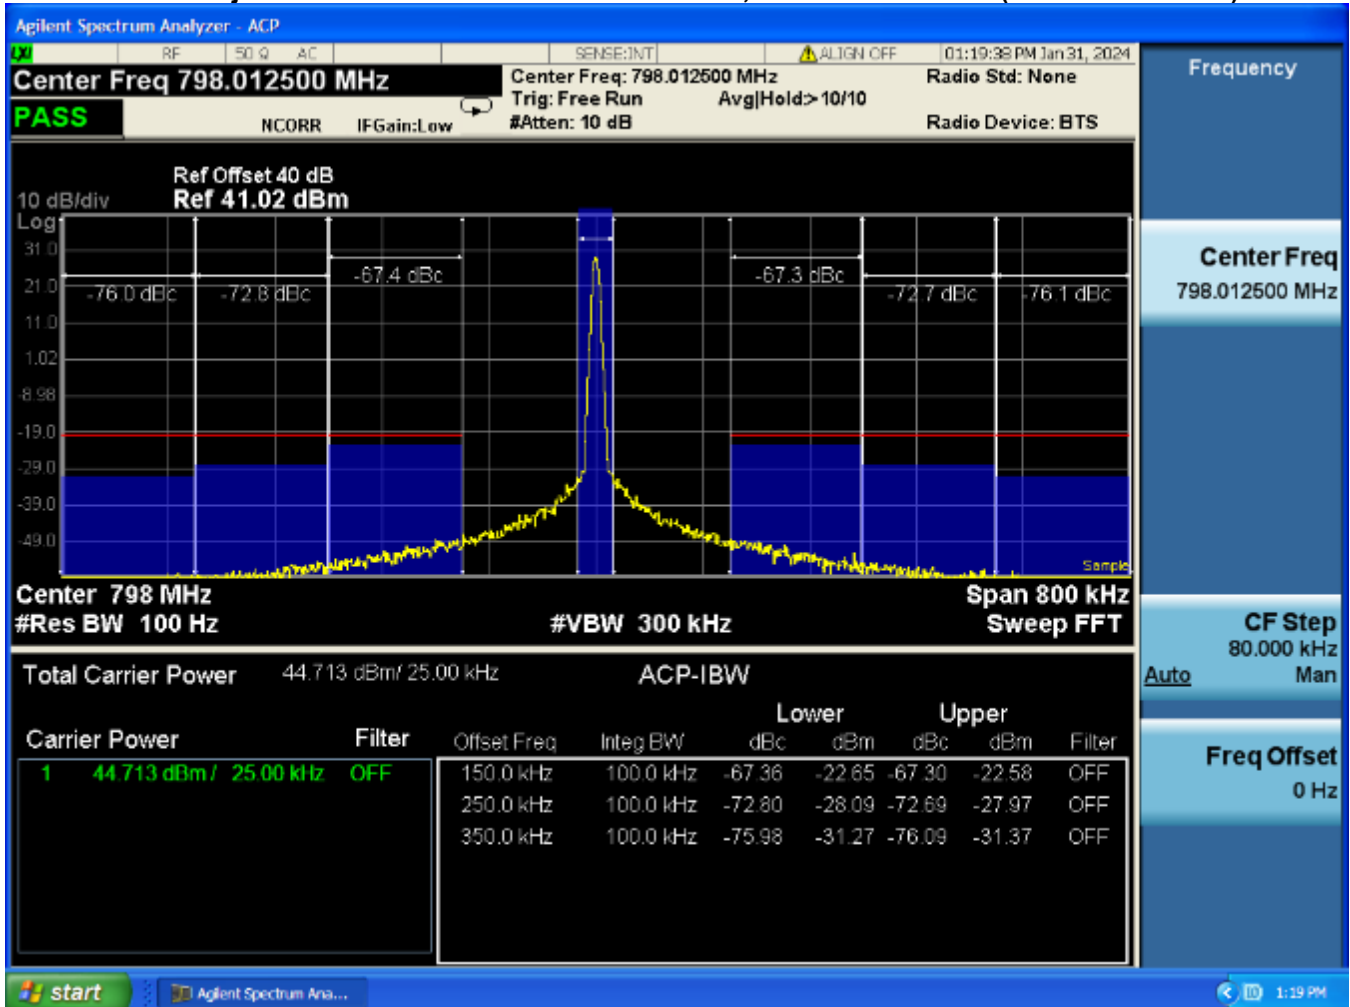 Agilent Spectrum Analyzer - ACP
LXI RF 50 Ω AC SENSE:INT ALIGN OFF 01:19:38 PM Jan 31, 2024
Center Freq 798.012500 MHz
Center Freq: 798.012500 MHz Radio Std: None
Trig: Free Run Avg|Hold:>10/10
PASS NCORR IFGain:Low #Atten: 10 dB Radio Device: BTS
Ref Offset 40 dB
10 dB/div Ref 41.02 dBm
Log
31.0
-67.4 dBc -67.3 dBc
21.0 -76.0 dBc -72.8 dBc -72.7 dBc -76.1 dBc
11.0
1.02
-8.98
-19.0
-29.0
-39.0
-49.0
Sample
Center 798 MHz Span 800 kHz
#Res BW 100 Hz #VBW 300 kHz Sweep FFT
Total Carrier Power 44.713 dBm/ 25.00 kHz ACP-IBW
Lower Upper
Carrier Power Filter Offset Freq Integ BW dBc dBm dBc dBm Filter
1 44.713 dBm / 25.00 kHz OFF 150.0 kHz 100.0 kHz -67.36 -22.65 -67.30 -22.58 OFF
250.0 kHz 100.0 kHz -72.80 -28.09 -72.69 -27.97 OFF
350.0 kHz 100.0 kHz -75.98 -31.27 -76.09 -31.37 OFF
Frequency
Center Freq
798.012500 MHz
CF Step
80.000 kHz
Auto Man
Freq Offset
0 Hz
start Agilent Spectrum Ana... 1:19 PM